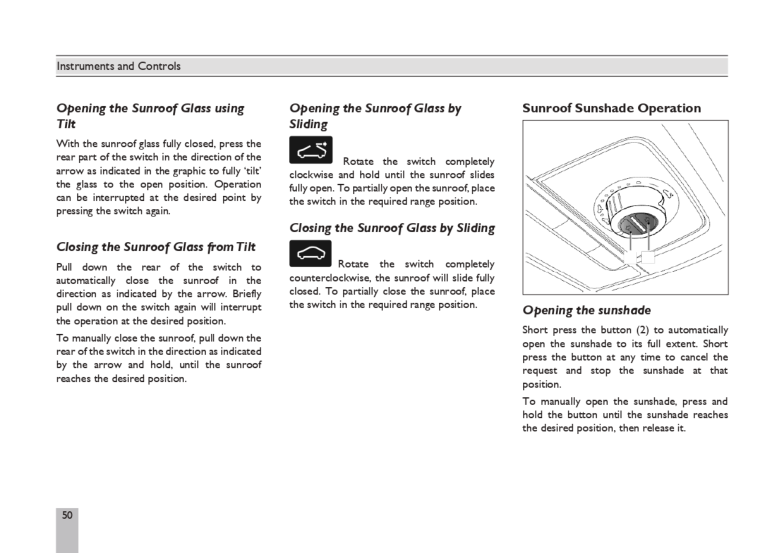 Instruments and Controls
Opening the Sunroof Glass using
Tilt
With the sunroof glass fully closed, press the
rear part of the switch in the direction of the
arrow as indicated in the graphic to fully ‘tilt’
the glass to the open position. Operation
can be interrupted at the desired point by
pressing the switch again.
Closing the Sunroof Glass from Tilt
Pull down the rear of the switch to
automatically close the sunroof in the
direction as indicated by the arrow. Briefly
pull down on the switch again will interrupt
the operation at the desired position.
To manually close the sunroof, pull down the
rear of the switch in the direction as indicated
by the arrow and hold, until the sunroof
reaches the desired position.
Opening the Sunroof Glass by
Sliding
Rotate the switch completely
clockwise and hold until the sunroof slides
fully open. To partially open the sunroof, place
the switch in the required range position.
Closing the Sunroof Glass by Sliding
Rotate the switch completely
counterclockwise, the sunroof will slide fully
closed. To partially close the sunroof, place
the switch in the required range position.
Sunroof Sunshade Operation
Opening the sunshade
Short press the button (2) to automatically
open the sunshade to its full extent. Short
press the button at any time to cancel the
request and stop the sunshade at that
position.
To manually open the sunshade, press and
hold the button until the sunshade reaches
the desired position, then release it.
50